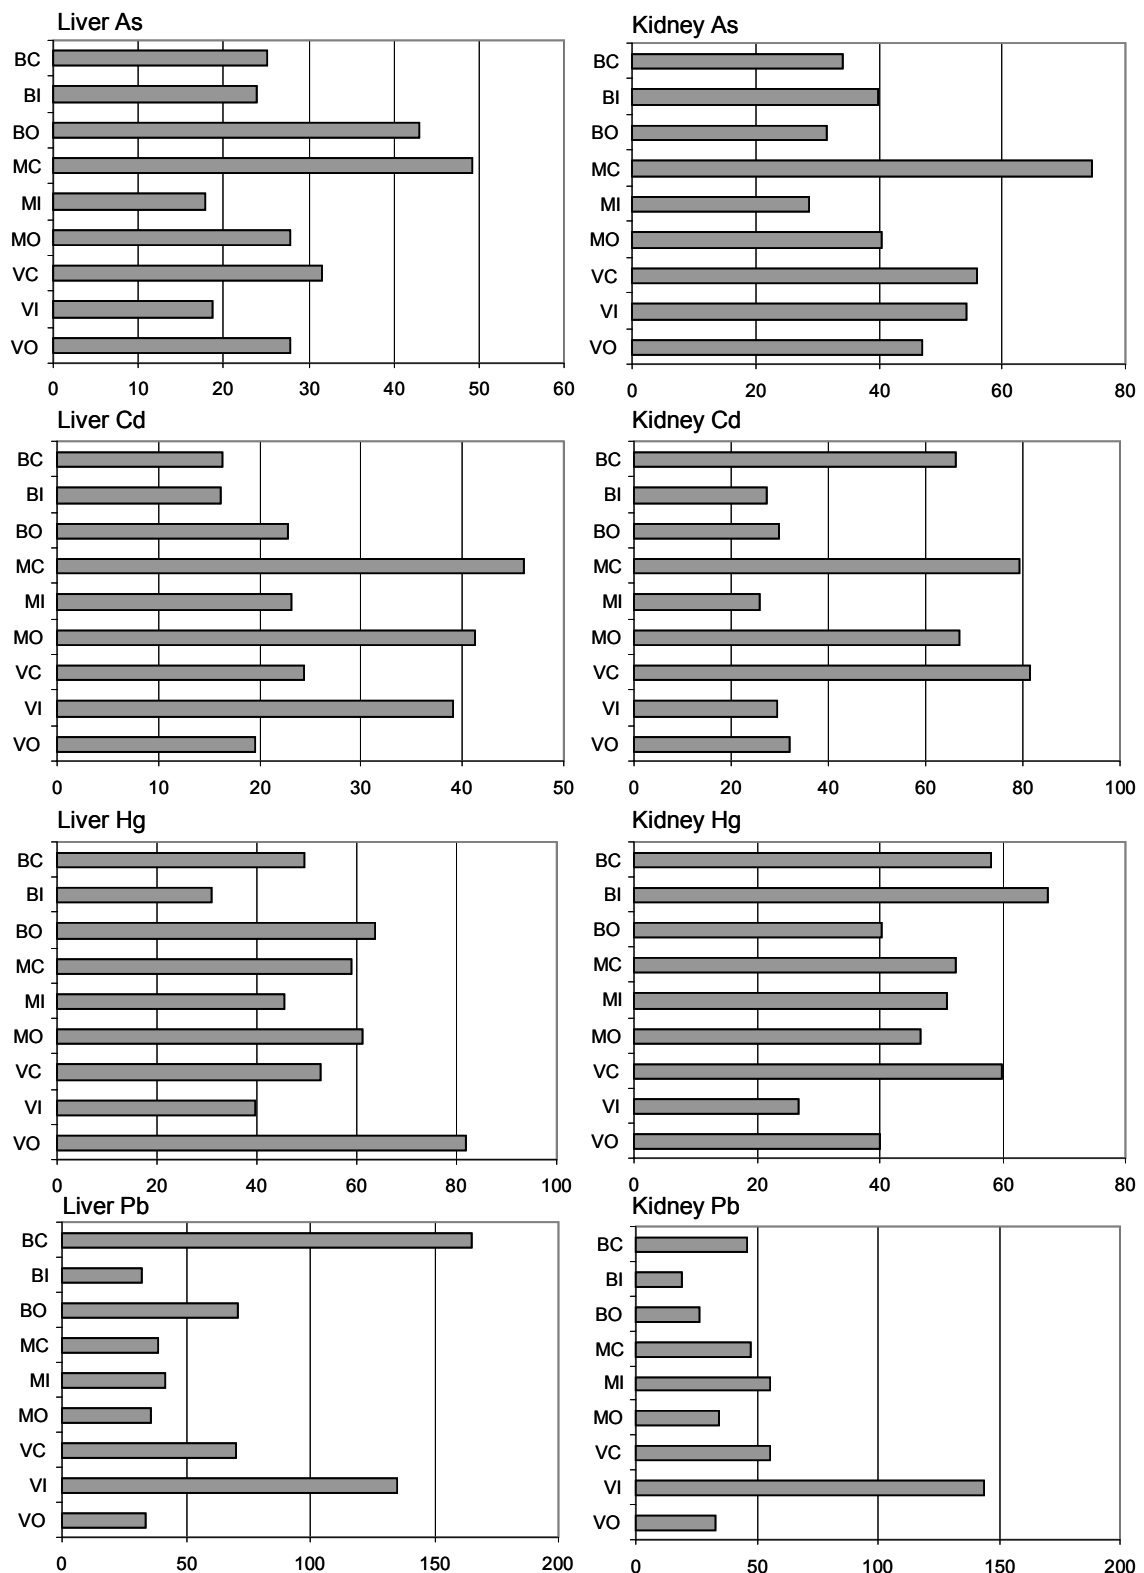 Liver As
BC
BI
BO
MC
MI
MO
VC
VI
VO
0 10 20 30 40 50 60
Kidney As
BC
BI
BO
MC
MI
MO
VC
VI
VO
0 20 40 60 80
Liver Cd
BC
BI
BO
MC
MI
MO
VC
VI
VO
0 10 20 30 40 50
Kidney Cd
BC
BI
BO
MC
MI
MO
VC
VI
VO
0 20 40 60 80 100
Liver Hg
BC
BI
BO
MC
MI
MO
VC
VI
VO
0 20 40 60 80 100
Kidney Hg
BC
BI
BO
MC
MI
MO
VC
VI
VO
0 20 40 60 80
Liver Pb
BC
BI
BO
MC
MI
MO
VC
VI
VO
0 50 100 150 200
Kidney Pb
BC
BI
BO
MC
MI
MO
VC
VI
VO
0 50 100 150 200